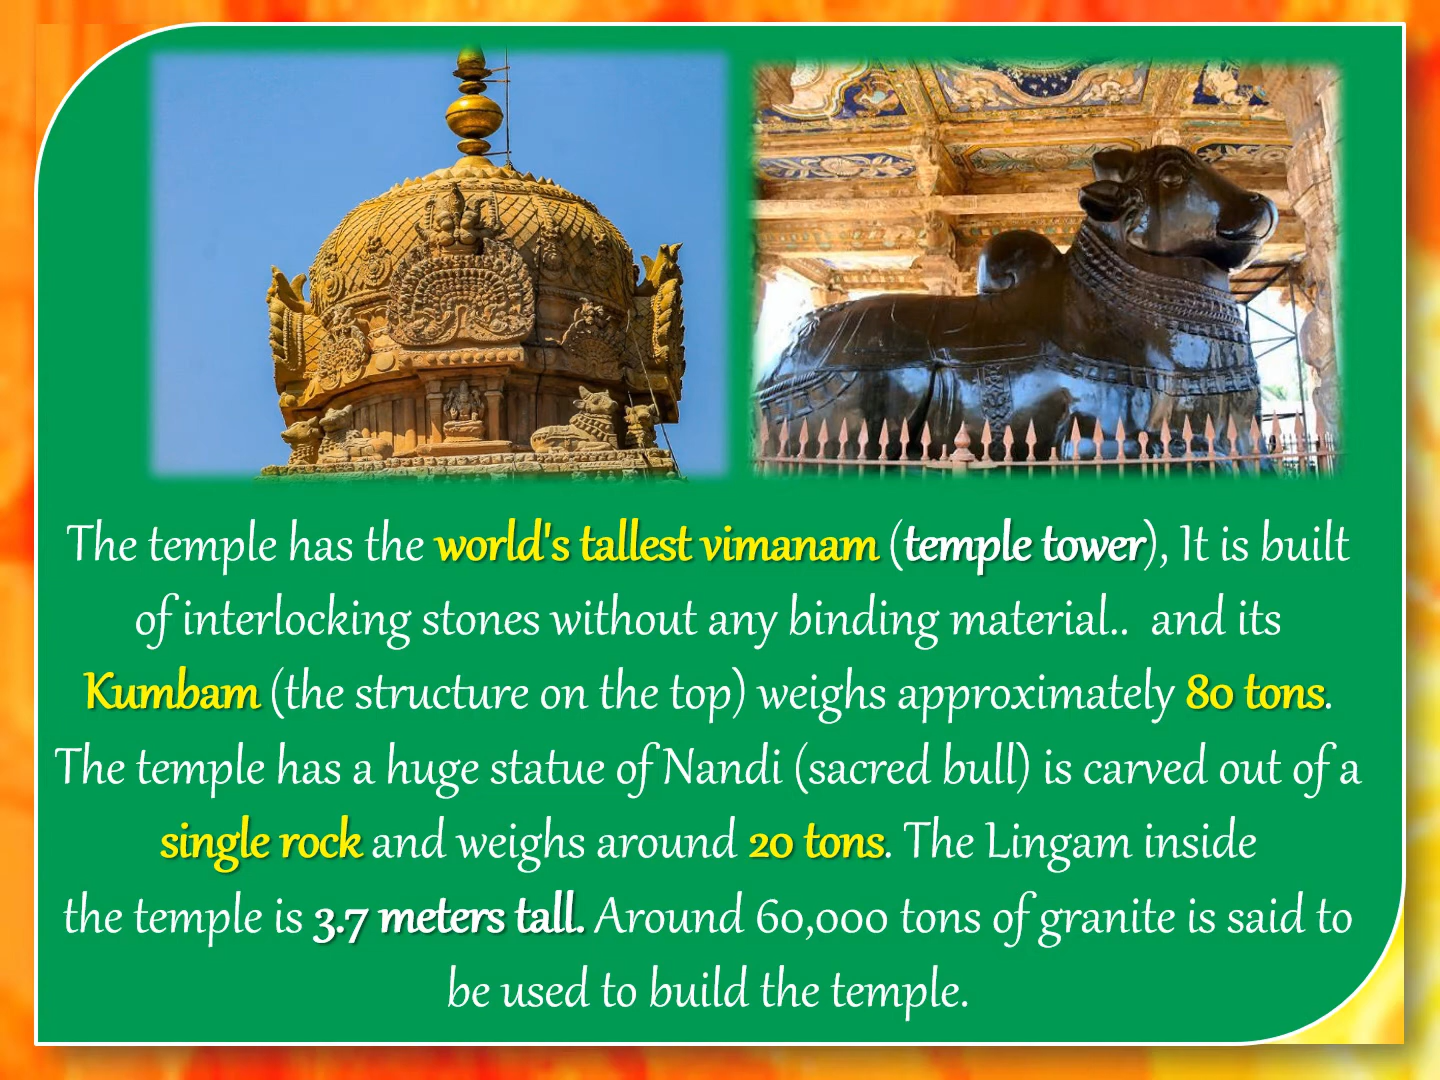 The temple has the world's tallest vimanam (temple tower), It is built
of interlocking stones without any binding material.. and its
Kumbam (the structure on the top) weighs approximately 80 tons.
The temple has a huge statue of Nandi (sacred bull) is carved out of a
single rock and weighs around 20 tons. The Lingam inside
the temple is 3.7 meters tall. Around 60,000 tons of granite is said to
be used to build the temple.